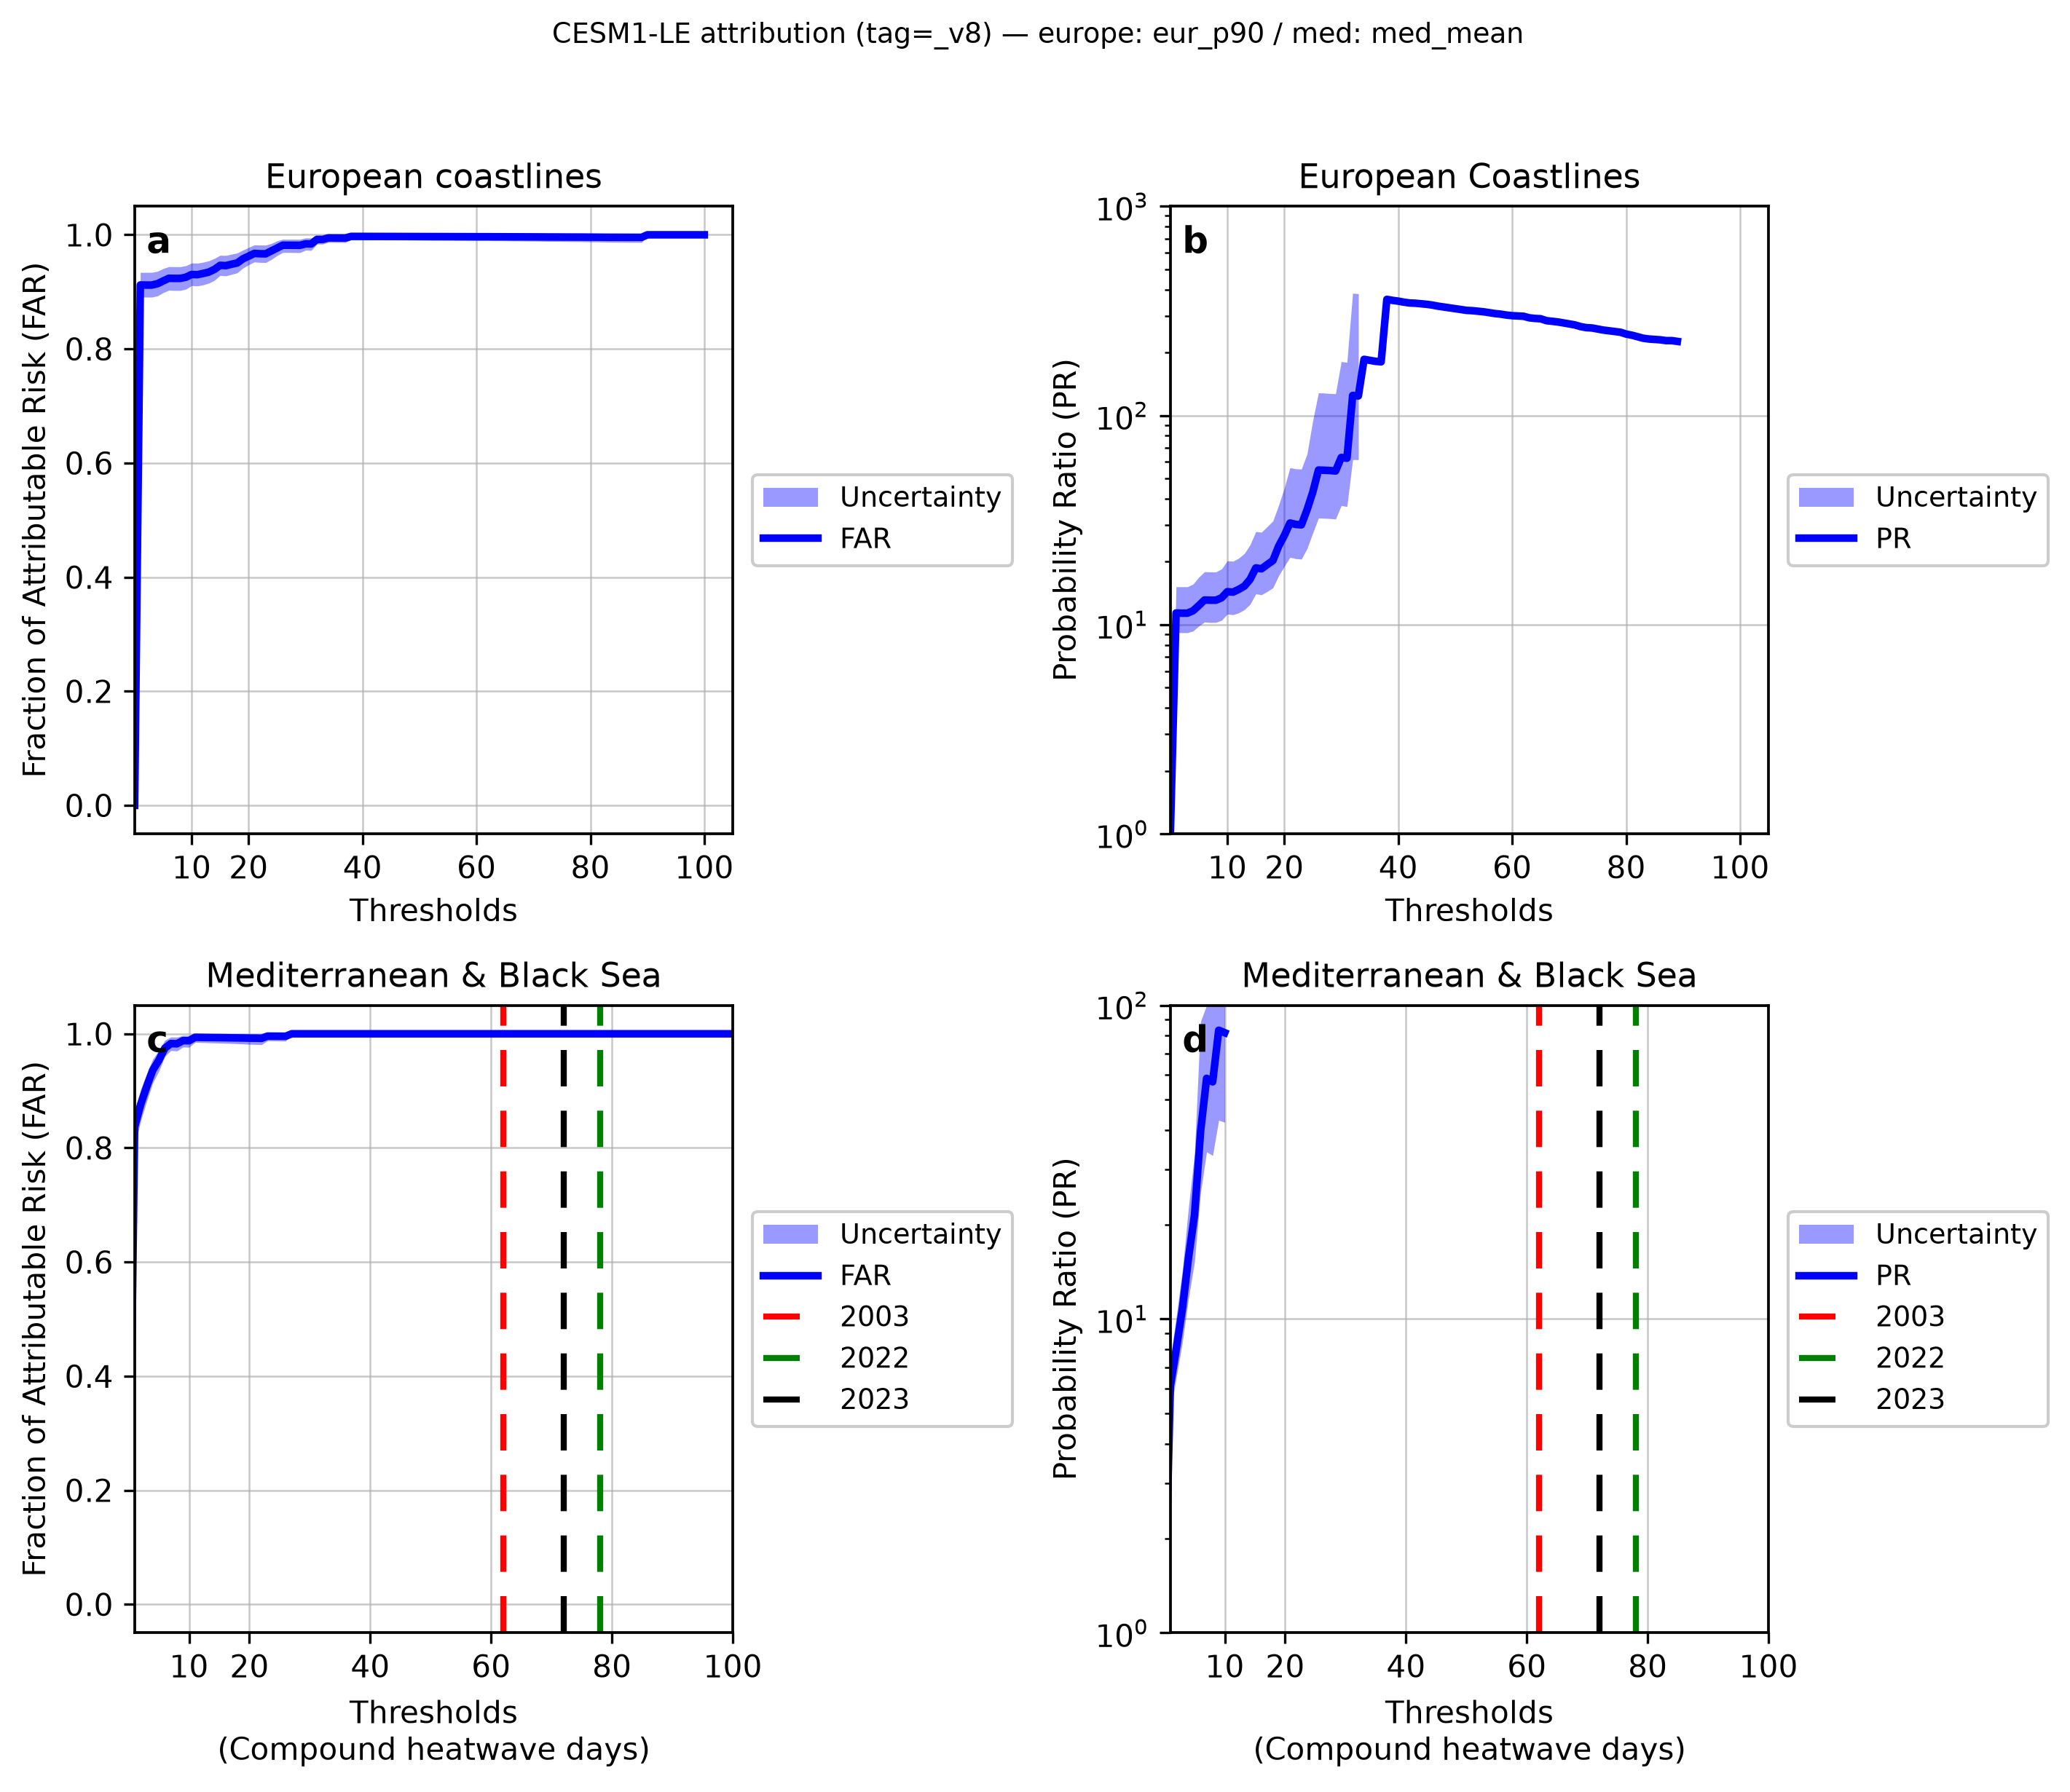 CESM1-LE attribution (tag=_v8) — europe: eur_p90 / med: med_mean
European coastlines
a
Fraction of Attributable Risk (FAR)
1.0
0.8
0.6
0.4
0.2
0.0
10 20 40 60 80 100
Thresholds
Uncertainty
FAR
European Coastlines
b
Probability Ratio (PR)
10³
10²
10¹
10⁰
10 20 40 60 80 100
Thresholds
Uncertainty
PR
Mediterranean & Black Sea
c
Fraction of Attributable Risk (FAR)
1.0
0.8
0.6
0.4
0.2
0.0
10 20 40 60 80 100
Thresholds
(Compound heatwave days)
Uncertainty
FAR
2003
2022
2023
Mediterranean & Black Sea
d
Probability Ratio (PR)
10²
10¹
10⁰
10 20 40 60 80 100
Thresholds
(Compound heatwave days)
Uncertainty
PR
2003
2022
2023